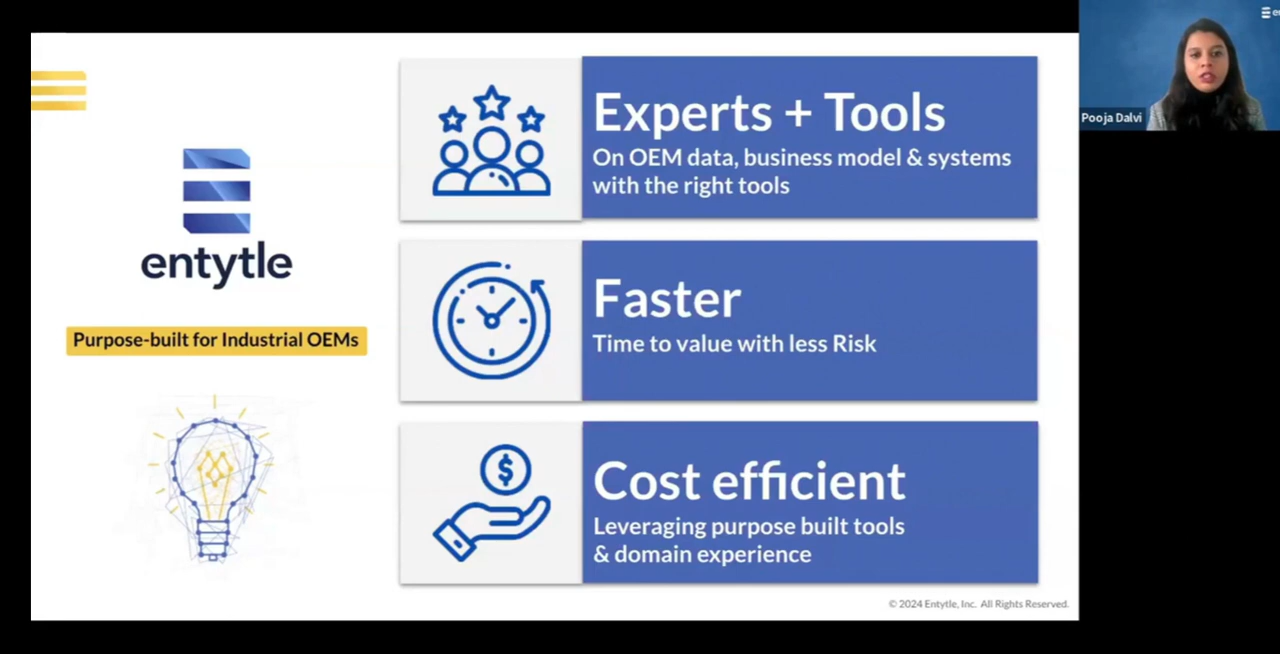 entytle
Purpose-built for Industrial OEMs
Experts + Tools
On OEM data, business model & systems
with the right tools
Faster
Time to value with less Risk
Cost efficient
Leveraging purpose built tools
& domain experience
© 2024 Entytle, Inc. All Rights Reserved.
Pooja Dalvi